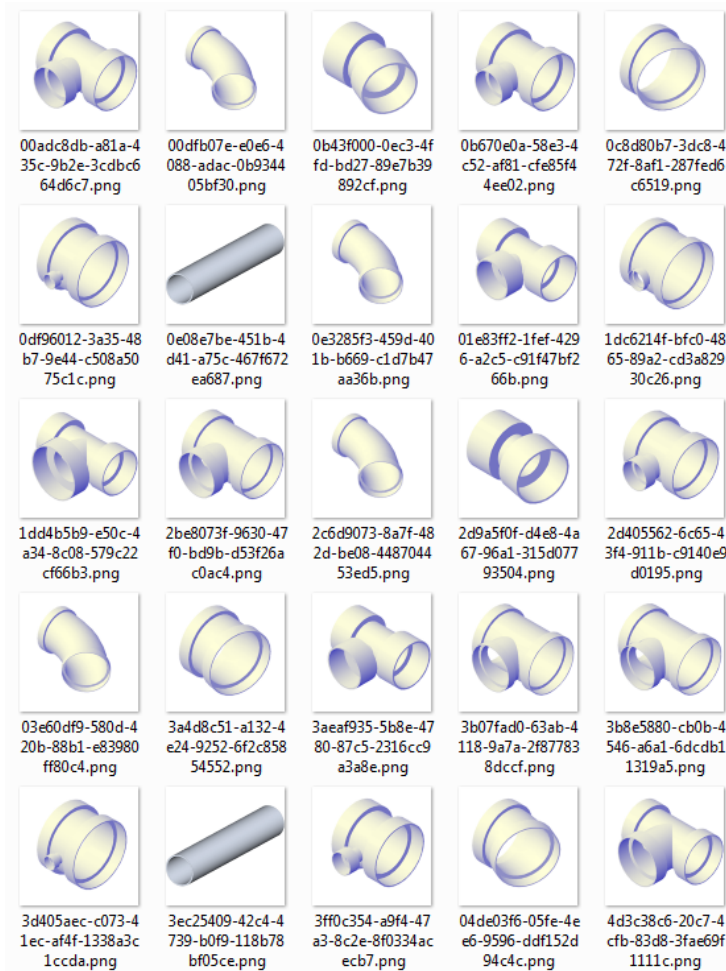 00adc8db-a81a-4
35c-9b2e-3cdbc6
64d6c7.png
00dfb07e-e0e6-4
088-adac-0b9344
05bf30.png
0b43f000-0ec3-4f
fd-bd27-89e7b39
892cf.png
0b670e0a-58e3-4
c52-af81-cfe85f4
4ee02.png
0c8d80b7-3dc8-4
72f-8af1-287fed6
c6519.png
0df96012-3a35-48
b7-9e44-c508a50
75c1c.png
0e08e7be-451b-4
d41-a75c-467f672
ea687.png
0e3285f3-459d-40
1b-b669-c1d7b47
aa36b.png
01e83ff2-1fef-429
6-a2c5-c91f47bf2
66b.png
1dc6214f-bfc0-48
65-89a2-cd3a829
30c26.png
1dd4b5b9-e50c-4
a34-8c08-579c22
cf66b3.png
2be8073f-9630-47
f0-bd9b-d53f26a
c0ac4.png
2c6d9073-8a7f-48
2d-be08-4487044
53ed5.png
2d9a5f0f-d4e8-4a
67-96a1-315d077
93504.png
2d405562-6c65-4
3f4-911b-c9140e9
d0195.png
03e60df9-580d-4
20b-88b1-e83980
ff80c4.png
3a4d8c51-a132-4
e24-9252-6f2c858
54552.png
3aeaf935-5b8e-47
80-87c5-2316cc9
a3a8e.png
3b07fad0-63ab-4
118-9a7a-2f87783
8dccf.png
3b8e5880-cb0b-4
546-a6a1-6dcdb1
1319a5.png
3d405aec-c073-4
1ec-af4f-1338a3c
1ccda.png
3ec25409-42c4-4
739-b0f9-118b78
bf05ce.png
3ff0c354-a9f4-47
a3-8c2e-8f0334ac
ecb7.png
04de03f6-05fe-4e
e6-9596-ddf152d
94c4c.png
4d3c38c6-20c7-4
cfb-83d8-3fae69f
1111c.png